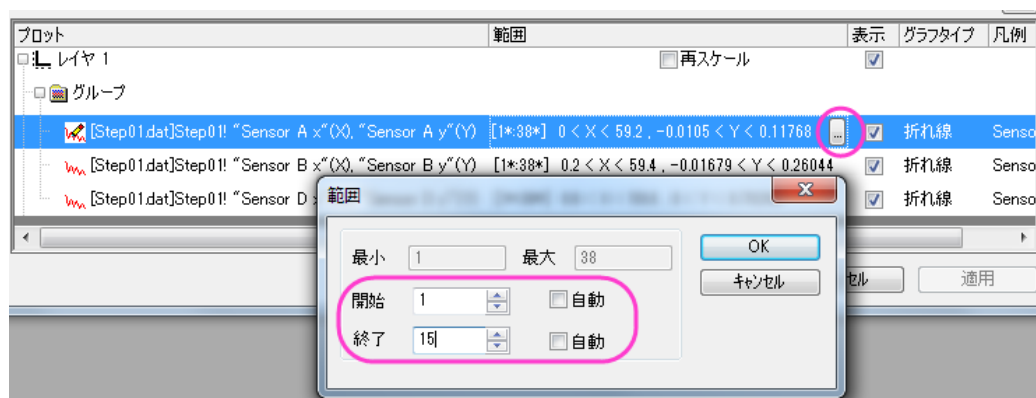 プロット 範囲 表示 グラフタイプ 凡例
レイヤ 1 再スケール
グループ
[Step01.dat]Step01! "Sensor A x"(X), "Sensor A y"(Y) [1*:38*] 0 < X < 59.2 , -0.0105 < Y < 0.11768 ... 折れ線 Senso
[Step01.dat]Step01! "Sensor B x"(X), "Sensor B y"(Y) [1*:38*] 0.2 < X < 59.4 , -0.01679 < Y < 0.26044 折れ線 Senso
[Step01.dat]Step01! "Sensor D 折れ線 Senso
範囲
最小 1 最大 38 OK
キャンセル
開始 1 自動
終了 15 自動
セル 適用